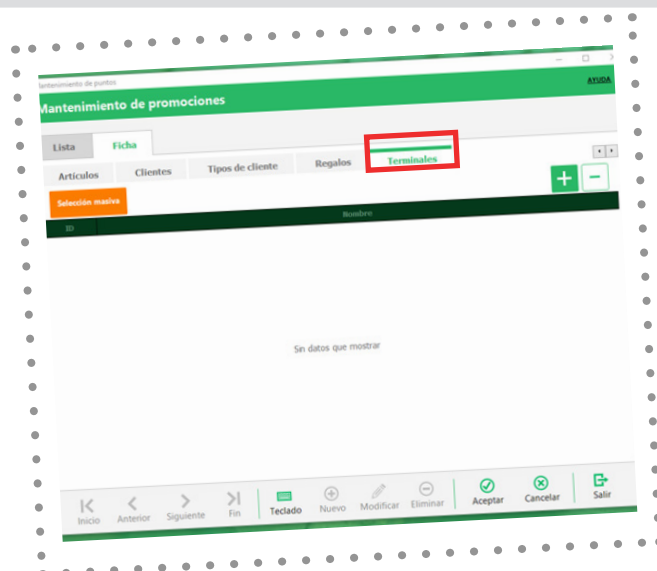 Mantenimiento de puntos
Mantenimiento de promociones
AYUDA
Lista Ficha
Artículos Clientes Tipos de cliente Regalos Terminales
Selección masiva
ID Nombre
Sin datos que mostrar
Inicio Anterior Siguiente Fin Teclado Nuevo Modificar Eliminar Aceptar Cancelar Salir